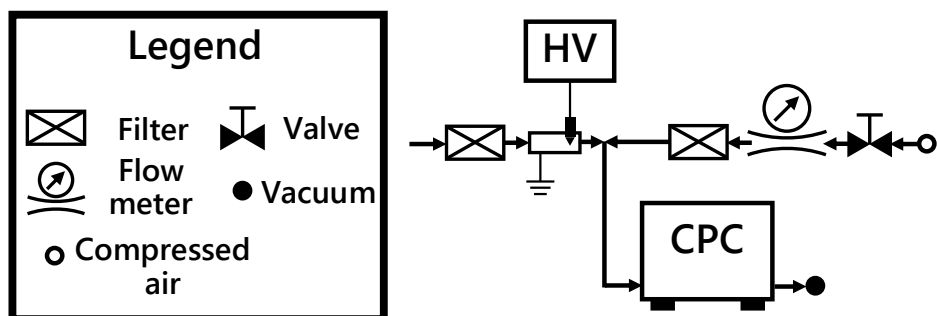 Legend
Filter
Valve
Flow
meter
Vacuum
Compressed
air
HV
CPC